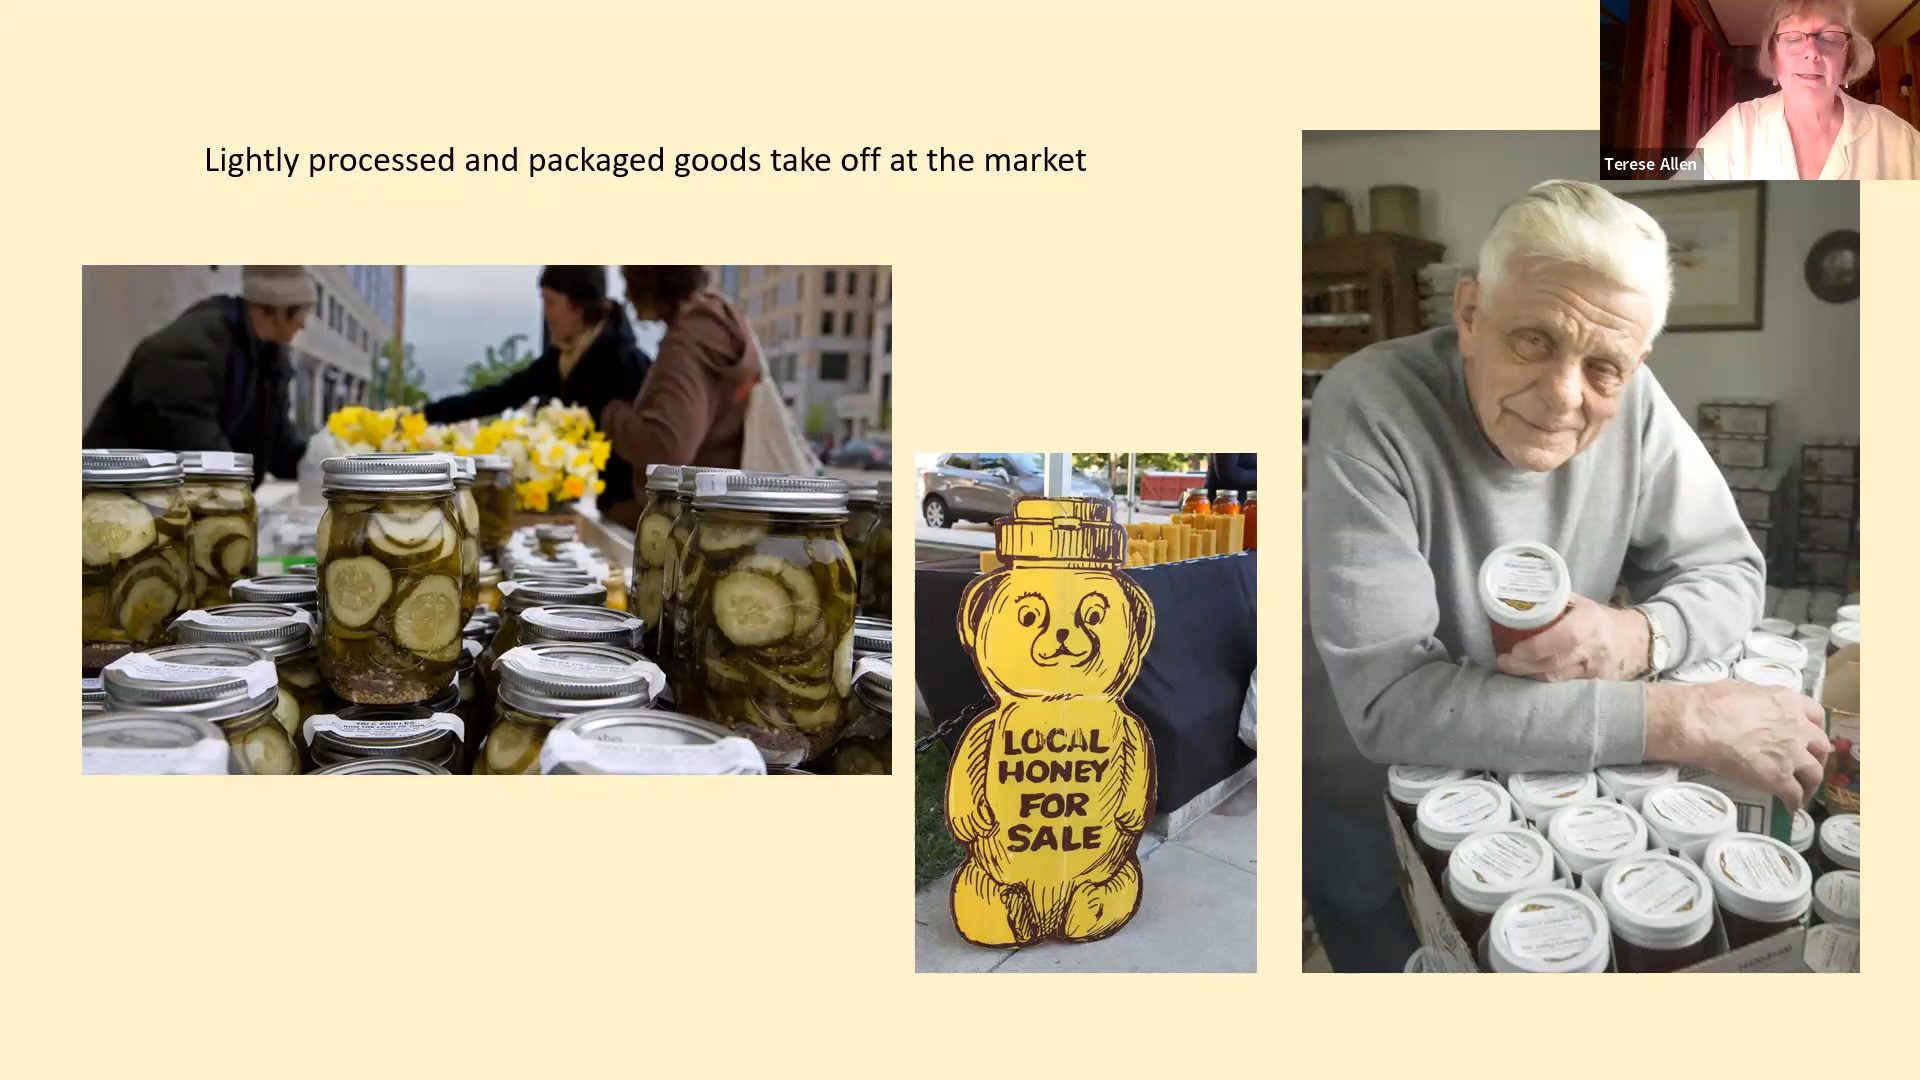 Lightly processed and packaged goods take off at the market
Terese Allen
LOCAL
HONEY
FOR
SALE